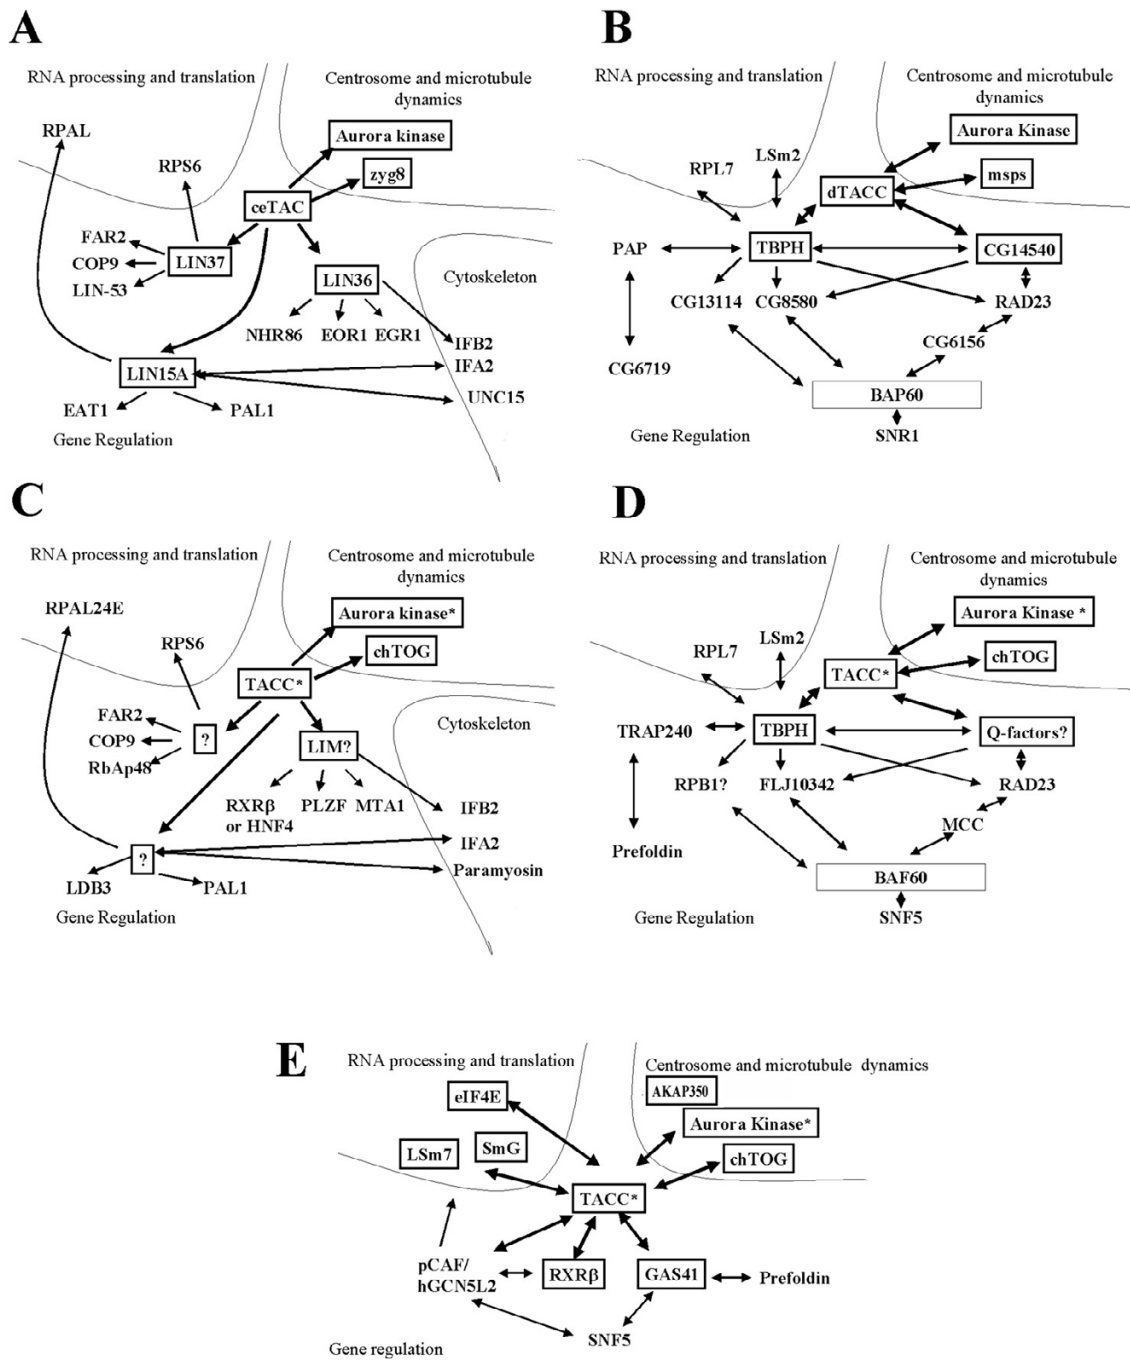 A
RNA processing and translation
Centrosome and microtubule
dynamics
RPAL
Aurora kinase
RPS6
zyg8
ceTAC
FAR2
COP9
LIN-53
LIN37
LIN36
Cytoskeleton
NHR86
EOR1
EGR1
IFB2
IFA2
LIN15A
UNC15
EAT1
PAL1
Gene Regulation
B
RNA processing and translation
Centrosome and microtubule
dynamics
Aurora Kinase
LSm2
RPL7
msps
dTACC
PAP
TBPH
CG14540
CG13114
CG8580
RAD23
CG6156
CG6719
BAP60
Gene Regulation
SNR1
C
RNA processing and translation
Centrosome and microtubule
dynamics
RPAL24E
Aurora kinase*
RPS6
chTOG
TACC*
FAR2
COP9
RbAp48
?
LIM?
Cytoskeleton
RXRβ
or HNF4
PLZF
MTA1
IFB2
IFA2
?
Paramyosin
LDB3
PAL1
Gene Regulation
D
RNA processing and translation
Centrosome and microtubule
dynamics
Aurora Kinase *
LSm2
RPL7
chTOG
TACC*
TRAP240
TBPH
Q-factors?
RPB1?
FLJ10342
RAD23
MCC
Prefoldin
BAF60
Gene Regulation
SNF5
E
RNA processing and translation
Centrosome and microtubule dynamics
AKAP350
eIF4E
Aurora Kinase*
SmG
LSm7
chTOG
TACC*
pCAF/
hGCN5L2
RXRβ
GAS41
Prefoldin
SNF5
Gene regulation